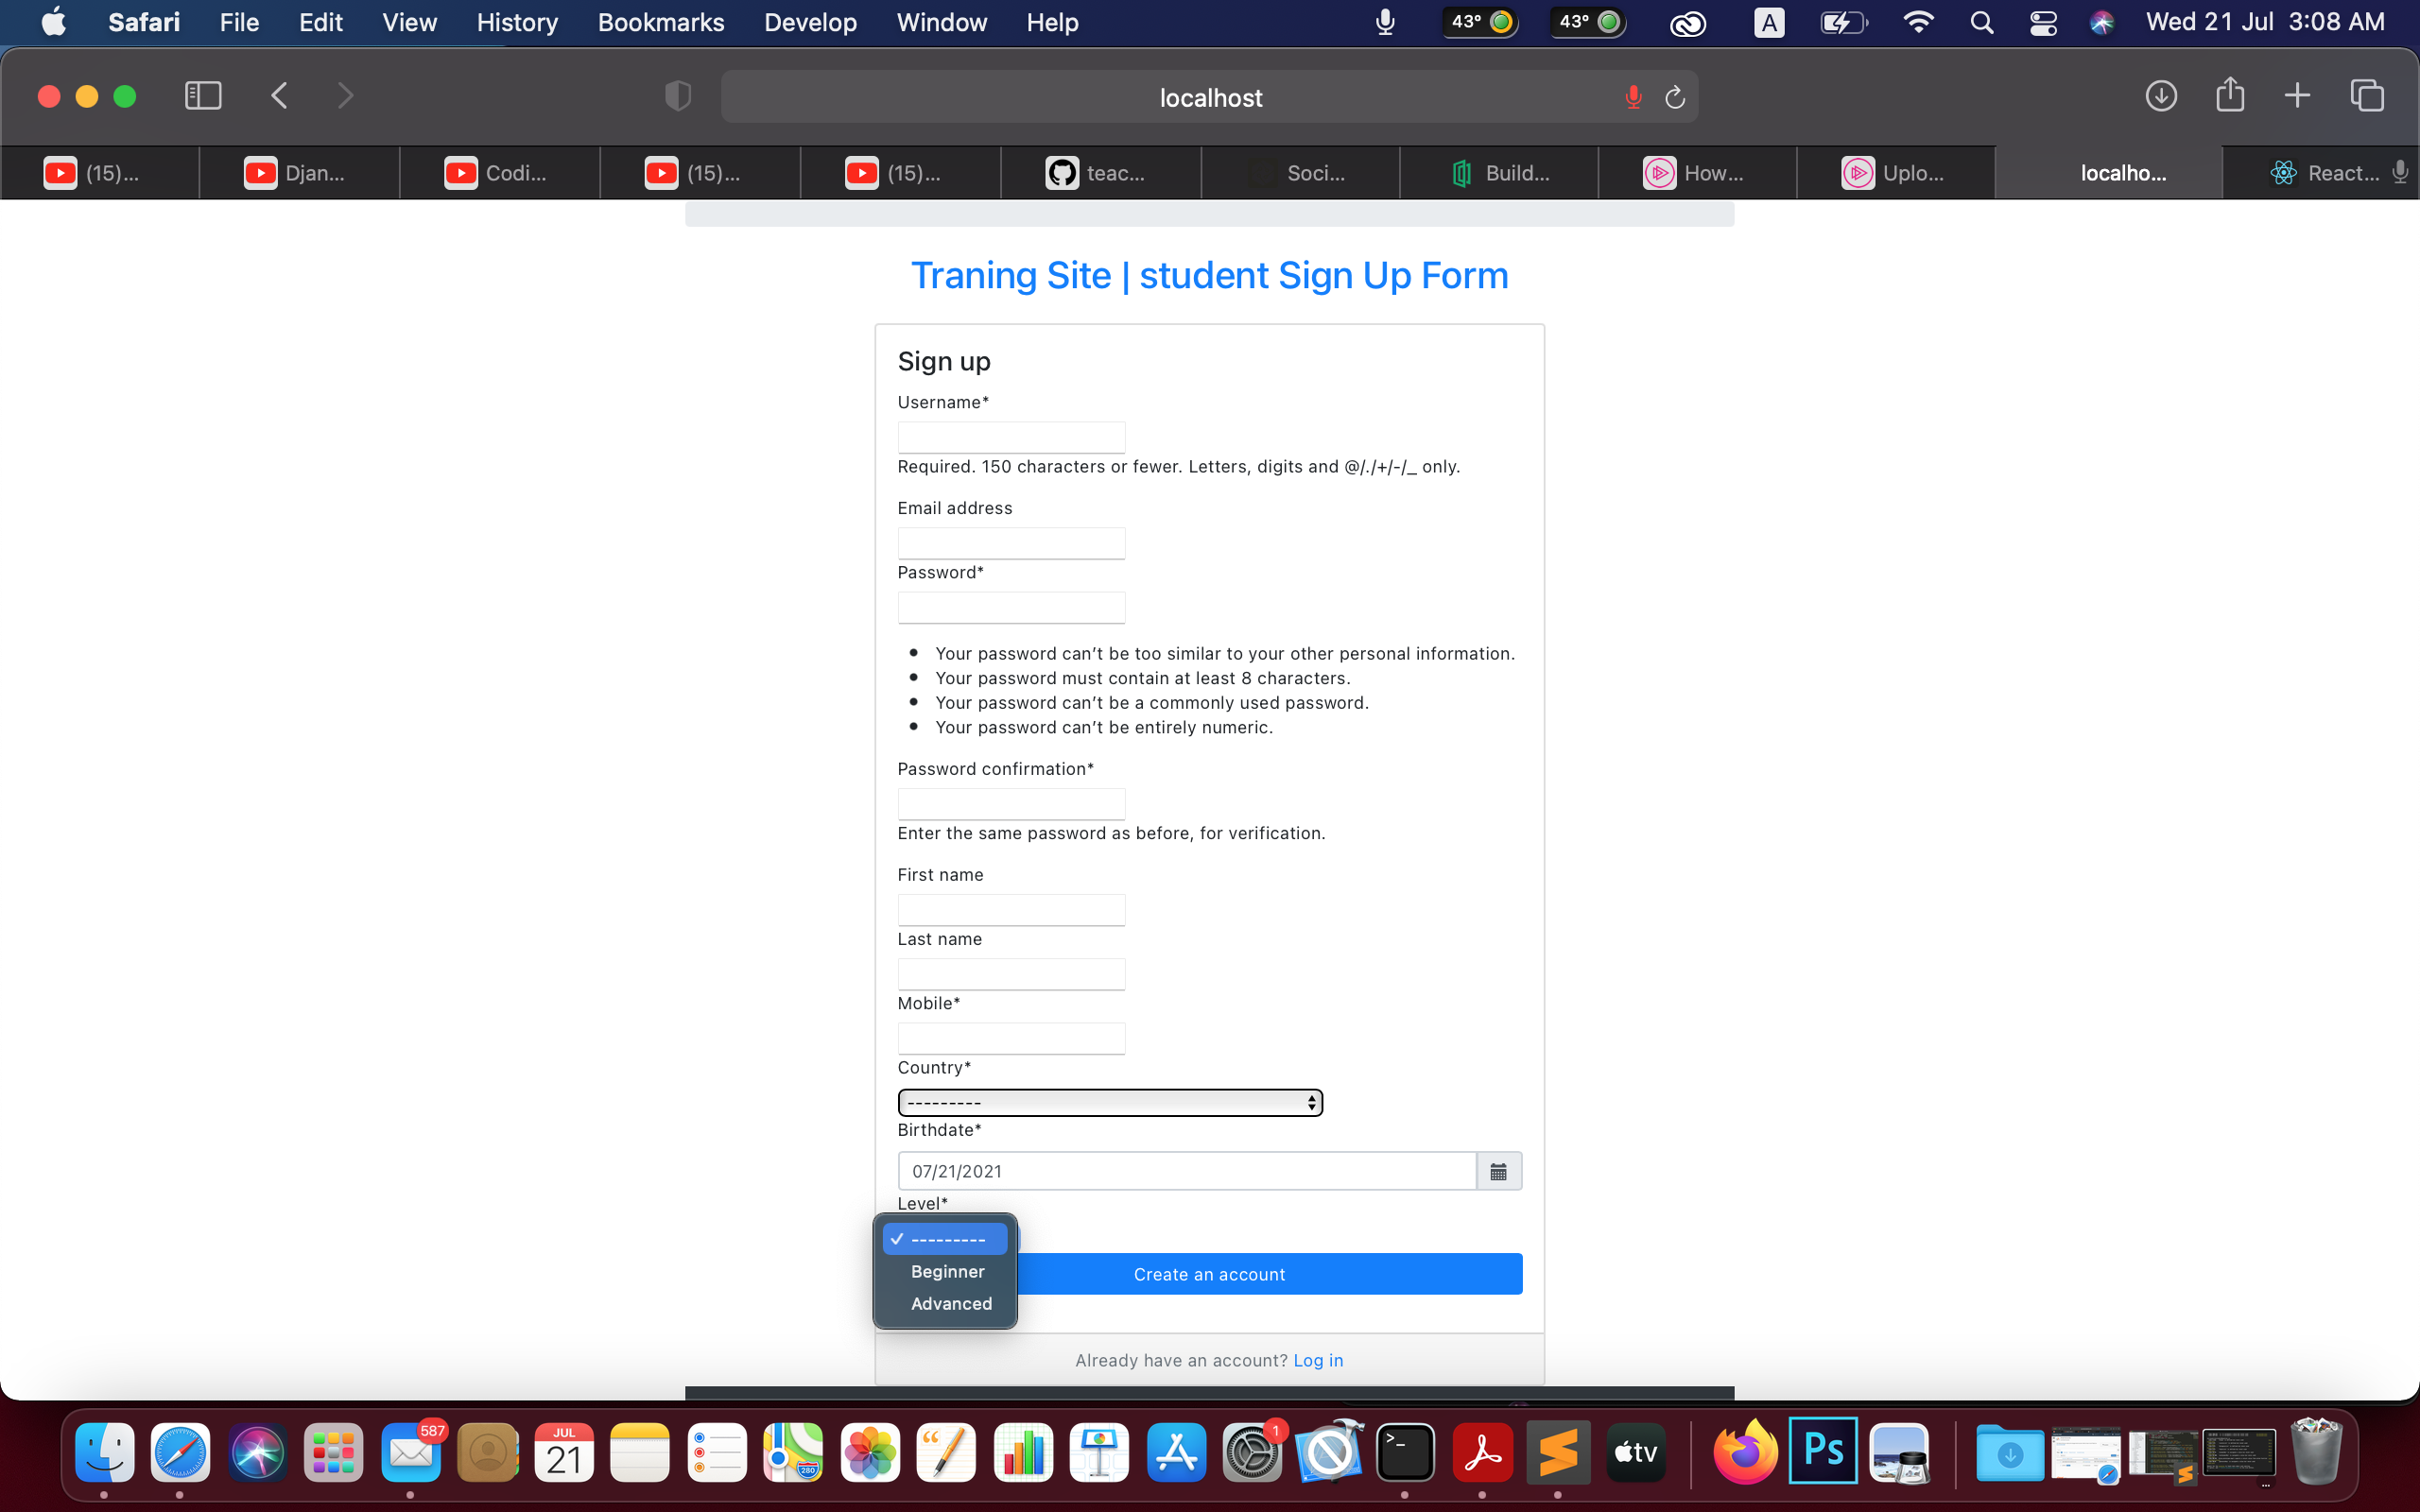 Safari File Edit View History Bookmarks Develop Window Help 43° 43° A Wed 21 Jul 3:08 AM
localhost
(15)... Djan... Codi... (15)... (15)... teac... Soci... Build... How... Uplo... localho... React...
Traning Site | student Sign Up Form
Sign up
Username*
Required. 150 characters or fewer. Letters, digits and @/./+/-/_ only.
Email address
Password*
Your password can't be too similar to your other personal information.
Your password must contain at least 8 characters.
Your password can't be a commonly used password.
Your password can't be entirely numeric.
Password confirmation*
Enter the same password as before, for verification.
First name
Last name
Mobile*
Country*
---------
Birthdate*
07/21/2021
Level*
✓ ---------
Beginner
Advanced
Create an account
Already have an account? Log in
587 JUL 21 280 1 >_ tv Ps